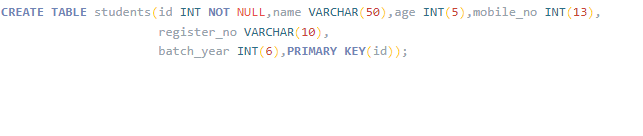 CREATE TABLE students(id INT NOT NULL,name VARCHAR(50),age INT(5),mobile_no INT(13),
register_no VARCHAR(10),
batch_year INT(6),PRIMARY KEY(id));